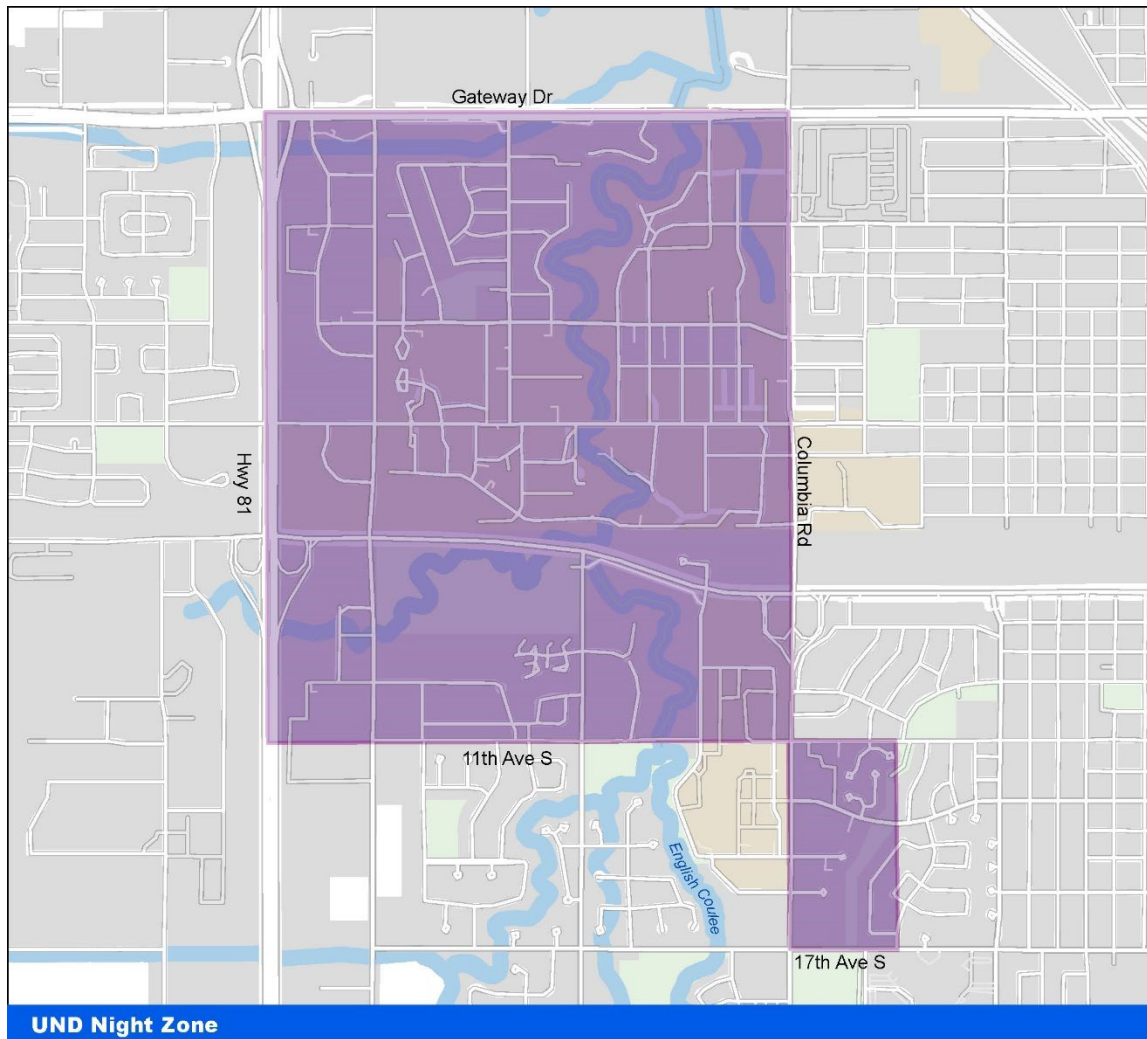 Gateway Dr
Hwy 81
Columbia Rd
11th Ave S
English Coulee
17th Ave S
UND Night Zone